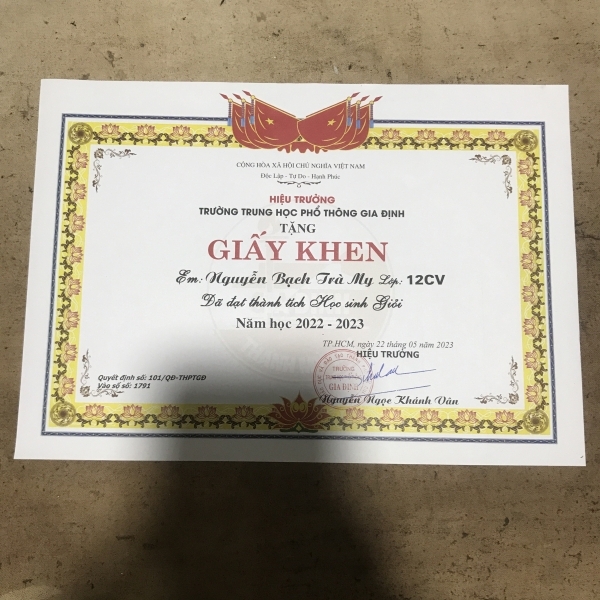 CỘNG HÒA XÃ HỘI CHỦ NGHĨA VIỆT NAM
Độc Lập - Tự Do - Hạnh Phúc
HIỆU TRƯỞNG
TRƯỜNG TRUNG HỌC PHỔ THÔNG GIA ĐỊNH
TẶNG
GIẤY KHEN
Em: Nguyễn Bạch Trà My Lớp: 12CV
Đã đạt thành tích Học sinh Giỏi
Năm học 2022 - 2023
TP.HCM, ngày 22 tháng 05 năm 2023
HIỆU TRƯỞNG
Quyết định số: 101/QĐ-THPTGĐ
Vào sổ số: 1791
TRƯỜNG
GIA ĐỊNH
Nguyễn Ngọc Khánh Vân